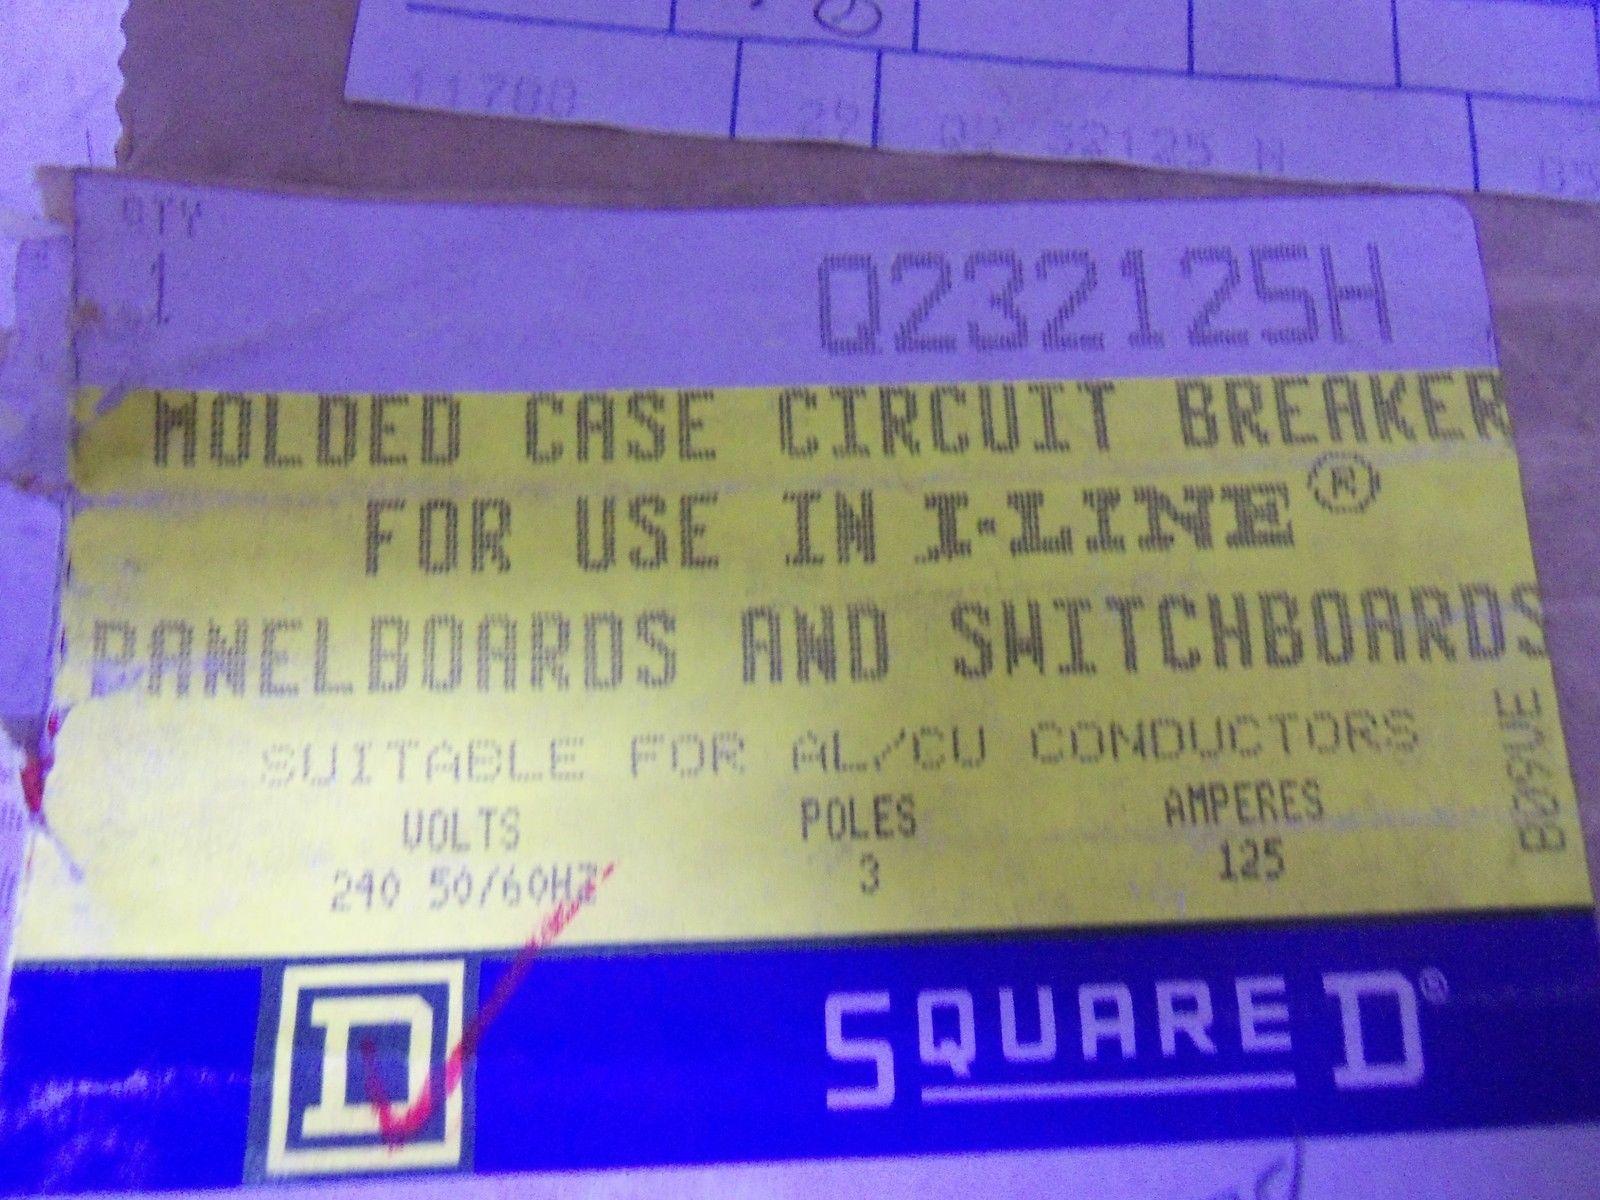 11700 29 Q2 32125 H
QTY
1
Q232125H
MOLDED CASE CIRCUIT BREAKER
FOR USE IN I-LINE®
PANELBOARDS AND SWITCHBOARDS
SUITABLE FOR AL/CU CONDUCTORS
VOLTS POLES AMPERES
240 50/60HZ 3 125
B09UE
D SQUARE D®